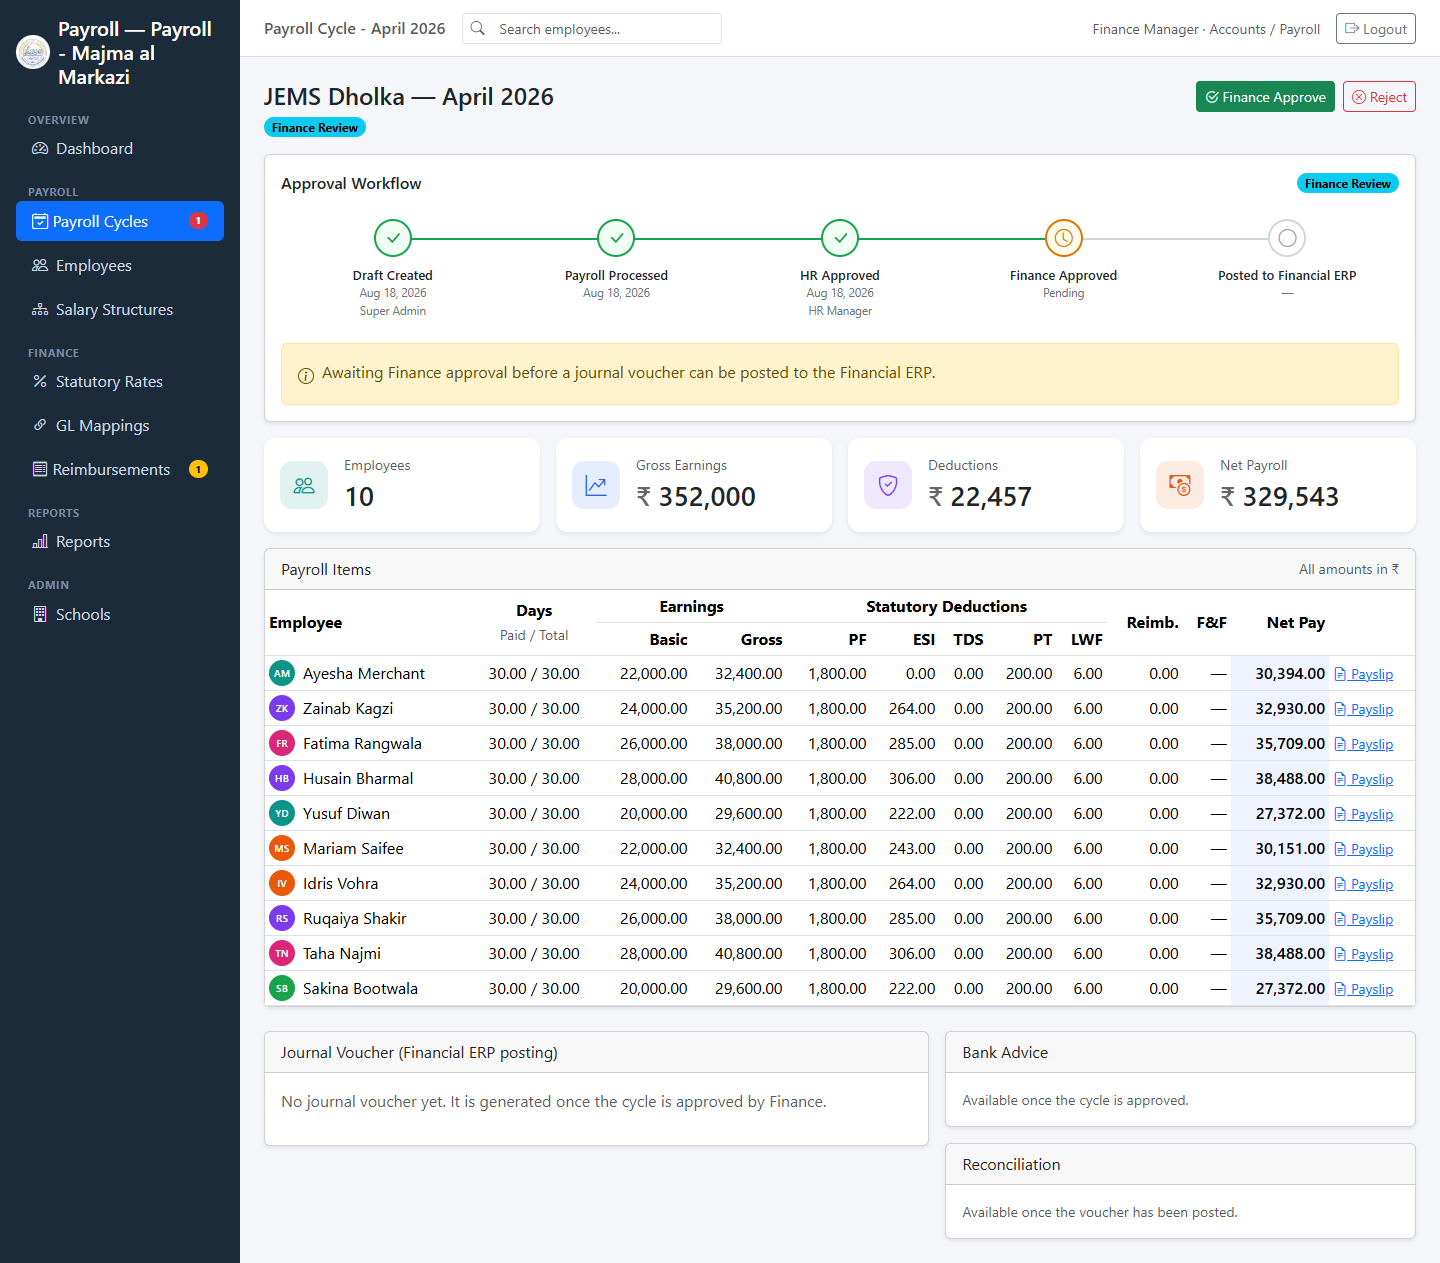 Payroll — Payroll
- Majma al
Markazi
OVERVIEW
Dashboard
PAYROLL
Payroll Cycles 1
Employees
Salary Structures
FINANCE
Statutory Rates
GL Mappings
Reimbursements 1
REPORTS
Reports
ADMIN
Schools
Payroll Cycle - April 2026 Search employees... Finance Manager · Accounts / Payroll Logout
JEMS Dholka — April 2026 Finance Approve Reject
Finance Review
Approval Workflow Finance Review
Draft Created Payroll Processed HR Approved Finance Approved Posted to Financial ERP
Aug 18, 2026 Aug 18, 2026 Aug 18, 2026 Pending —
Super Admin HR Manager
Awaiting Finance approval before a journal voucher can be posted to the Financial ERP.
Employees Gross Earnings Deductions Net Payroll
10 ₹ 352,000 ₹ 22,457 ₹ 329,543
Payroll Items All amounts in ₹
Employee Days Earnings Statutory Deductions Reimb. F&F Net Pay
Paid / Total Basic Gross PF ESI TDS PT LWF
AM Ayesha Merchant 30.00 / 30.00 22,000.00 32,400.00 1,800.00 0.00 0.00 200.00 6.00 0.00 — 30,394.00 Payslip
ZK Zainab Kagzi 30.00 / 30.00 24,000.00 35,200.00 1,800.00 264.00 0.00 200.00 6.00 0.00 — 32,930.00 Payslip
FR Fatima Rangwala 30.00 / 30.00 26,000.00 38,000.00 1,800.00 285.00 0.00 200.00 6.00 0.00 — 35,709.00 Payslip
HB Husain Bharmal 30.00 / 30.00 28,000.00 40,800.00 1,800.00 306.00 0.00 200.00 6.00 0.00 — 38,488.00 Payslip
YD Yusuf Diwan 30.00 / 30.00 20,000.00 29,600.00 1,800.00 222.00 0.00 200.00 6.00 0.00 — 27,372.00 Payslip
MS Mariam Saifee 30.00 / 30.00 22,000.00 32,400.00 1,800.00 243.00 0.00 200.00 6.00 0.00 — 30,151.00 Payslip
IV Idris Vohra 30.00 / 30.00 24,000.00 35,200.00 1,800.00 264.00 0.00 200.00 6.00 0.00 — 32,930.00 Payslip
RS Ruqaiya Shakir 30.00 / 30.00 26,000.00 38,000.00 1,800.00 285.00 0.00 200.00 6.00 0.00 — 35,709.00 Payslip
TN Taha Najmi 30.00 / 30.00 28,000.00 40,800.00 1,800.00 306.00 0.00 200.00 6.00 0.00 — 38,488.00 Payslip
SB Sakina Bootwala 30.00 / 30.00 20,000.00 29,600.00 1,800.00 222.00 0.00 200.00 6.00 0.00 — 27,372.00 Payslip
Journal Voucher (Financial ERP posting)
No journal voucher yet. It is generated once the cycle is approved by Finance.
Bank Advice
Available once the cycle is approved.
Reconciliation
Available once the voucher has been posted.